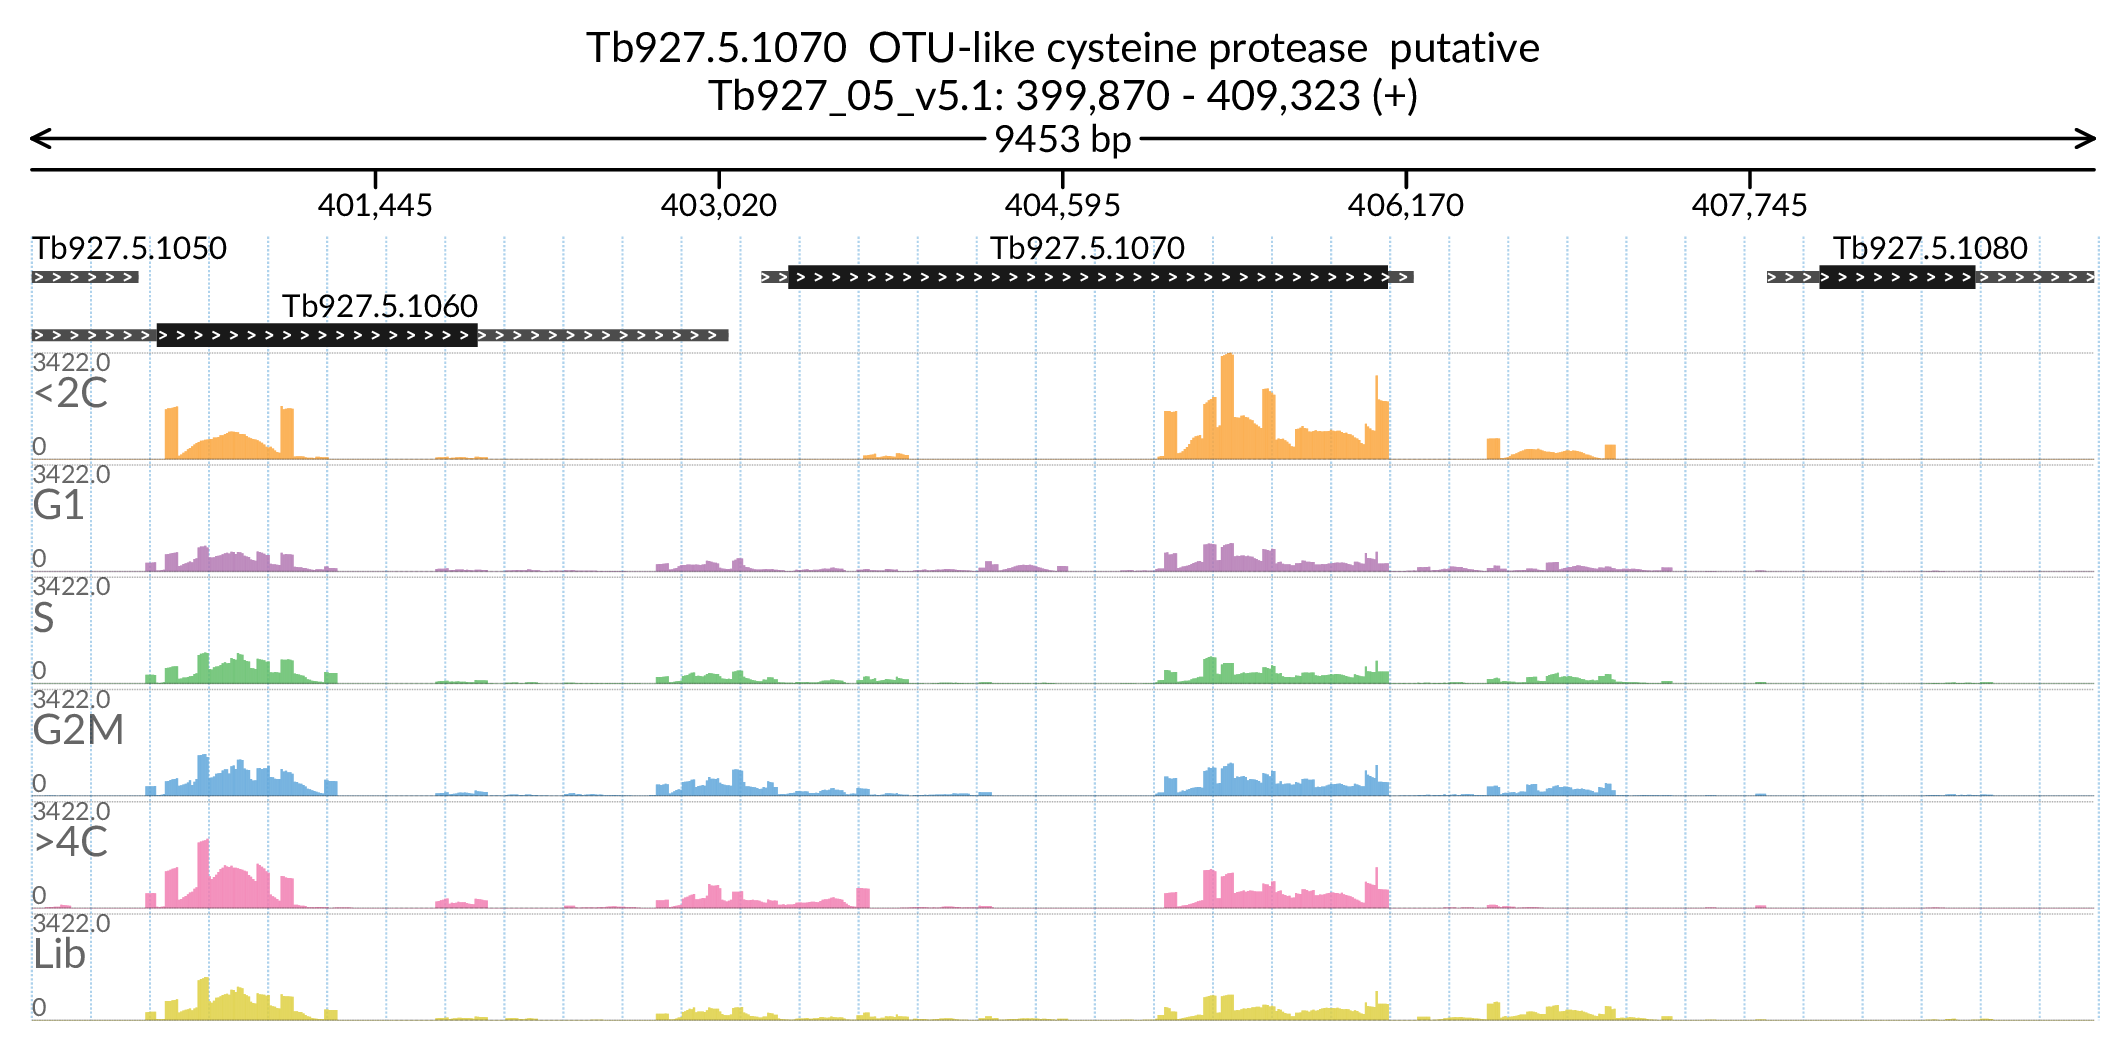 Tb927.5.1070  OTU-like cysteine protease  putative
Tb927_05_v5.1: 399,870 - 409,323 (+)
9453 bp
401,445 403,020 404,595 406,170 407,745
Tb927.5.1050 Tb927.5.1070 Tb927.5.1080
Tb927.5.1060
3422.0
<2C
0
3422.0
G1
0
3422.0
S
0
3422.0
G2M
0
3422.0
>4C
0
3422.0
Lib
0